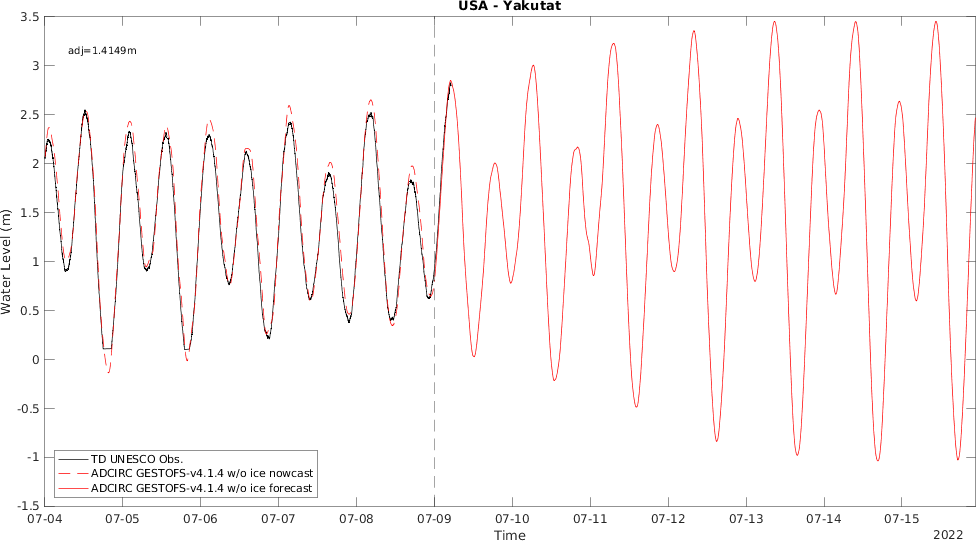 USA - Yakutat
adj=1.4149m
3.5
3
2.5
2
1.5
1
0.5
0
-0.5
-1
-1.5
Water Level (m)
TD UNESCO Obs.
ADCIRC GESTOFS-v4.1.4 w/o ice nowcast
ADCIRC GESTOFS-v4.1.4 w/o ice forecast
07-04 07-05 07-06 07-07 07-08 07-09 07-10 07-11 07-12 07-13 07-14 07-15
Time
2022